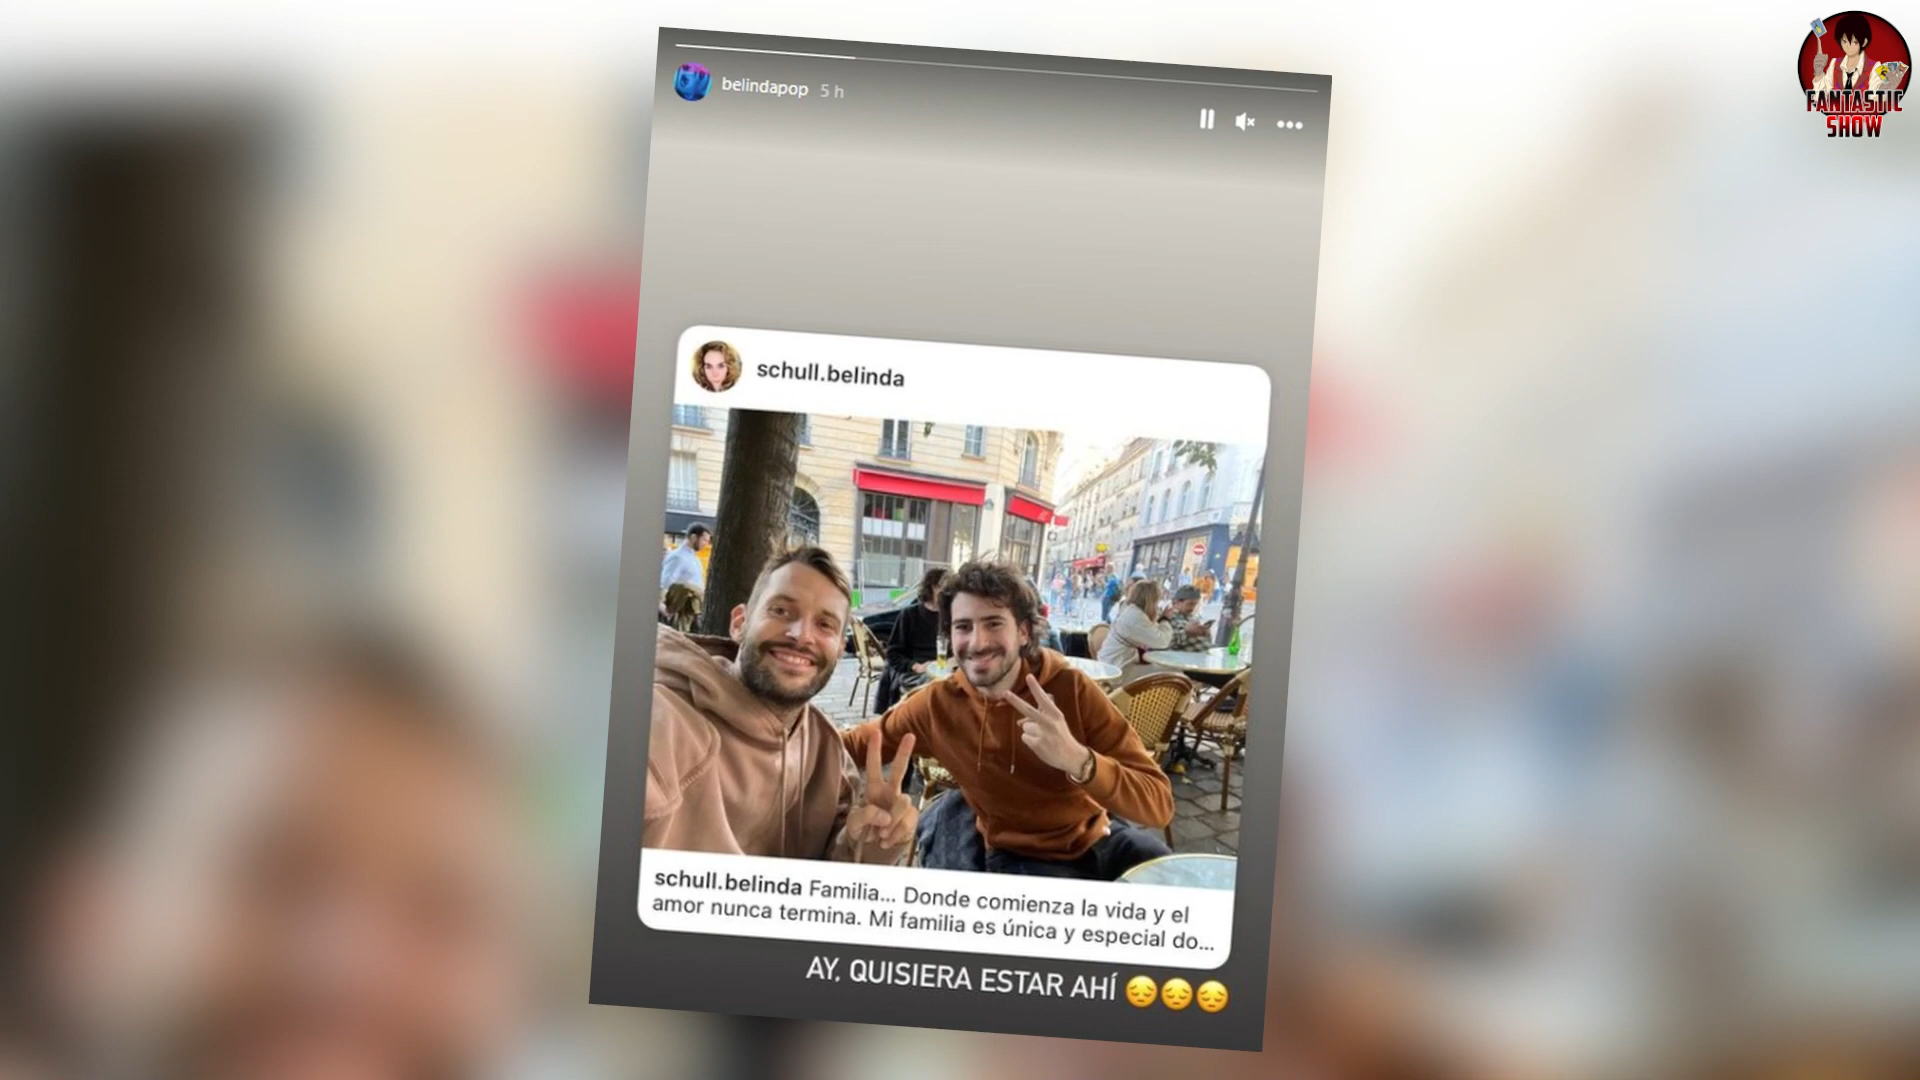 belindapop 5 h
FANTASTIC
SHOW
schull.belinda
schull.belinda Familia... Donde comienza la vida y el
amor nunca termina. Mi familia es única y especial do...
AY, QUISIERA ESTAR AHÍ 😔😔😔